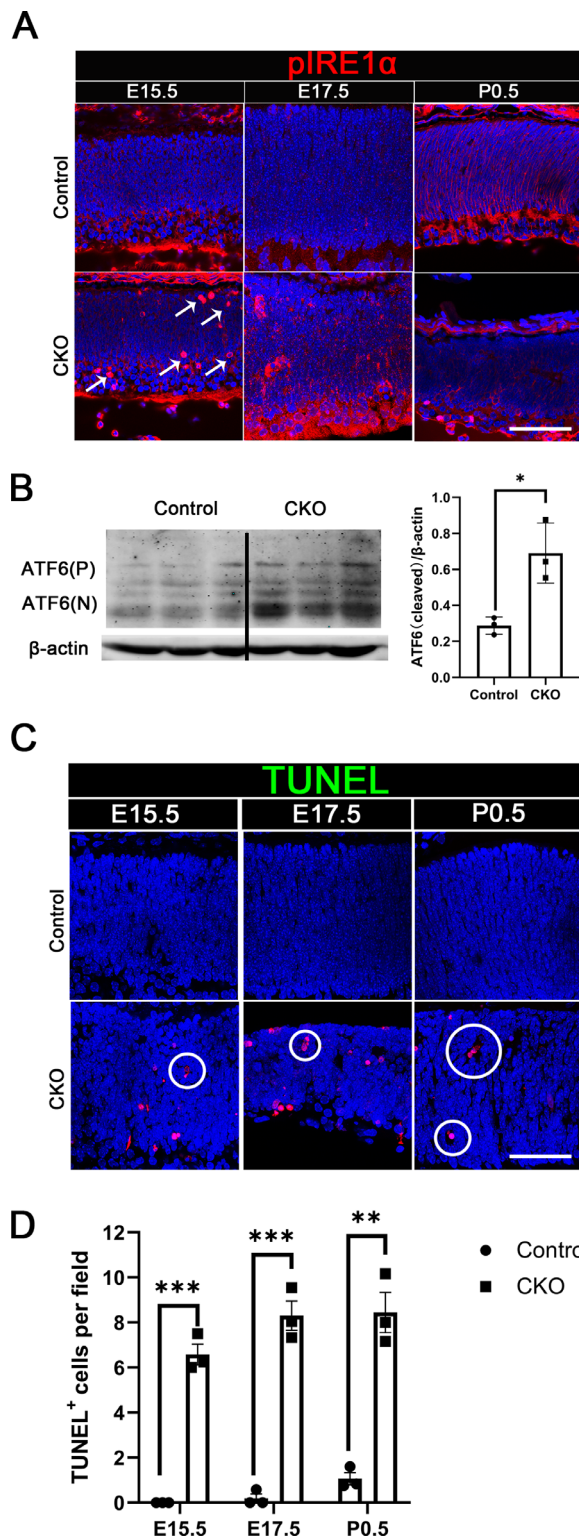 A
pIRE1α
E15.5 E17.5 P0.5
Control
CKO
B
Control CKO
ATF6(P)
ATF6(N)
β-actin
*
ATF6(cleaved)/β-actin
1.0
0.8
0.6
0.4
0.2
0.0
Control CKO
C
TUNEL
E15.5 E17.5 P0.5
Control
CKO
D
TUNEL+ cells per field
12
10
8
6
4
2
0
*** *** **
E15.5 E17.5 P0.5
Contro
CKO